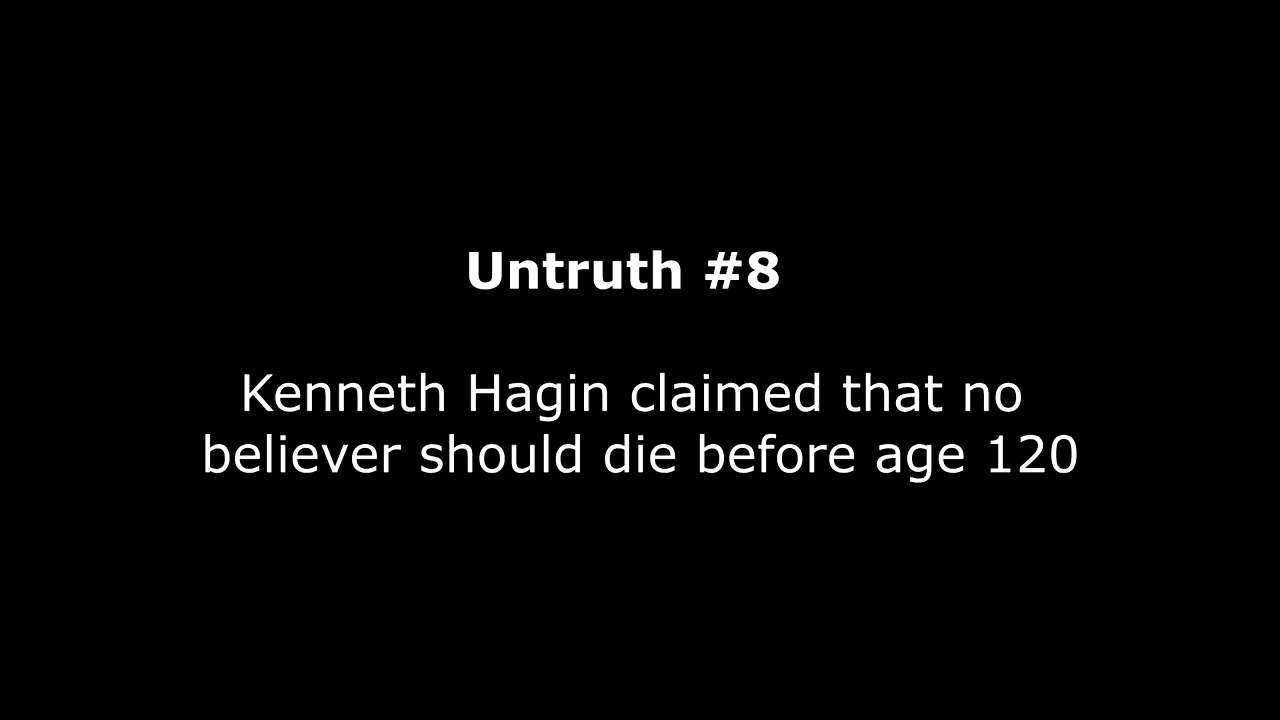 Untruth #8
Kenneth Hagin claimed that no
believer should die before age 120